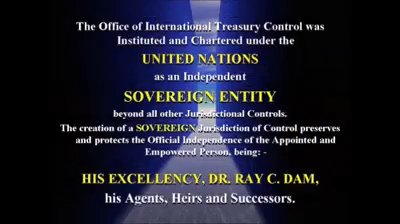 The Office of International Treasury Control was
Instituted and Chartered under the
UNITED NATIONS
as an Independent
SOVEREIGN ENTITY
beyond all other Jurisdictional Controls.
The creation of a SOVEREIGN Jurisdiction of Control preserves
and protects the Official Independence of the Appointed and
Empowered Person, being: -
HIS EXCELLENCY, DR. RAY C. DAM,
his Agents, Heirs and Successors.